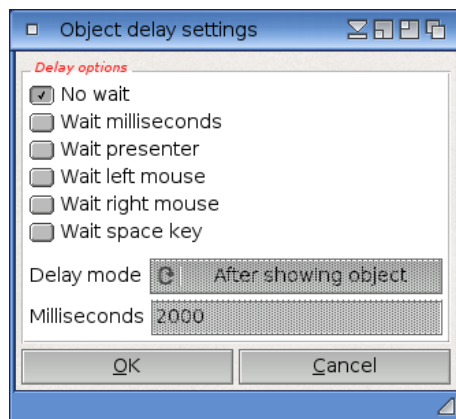 Object delay settings
Delay options
No wait
Wait milliseconds
Wait presenter
Wait left mouse
Wait right mouse
Wait space key
Delay mode After showing object
Milliseconds 2000
OK Cancel